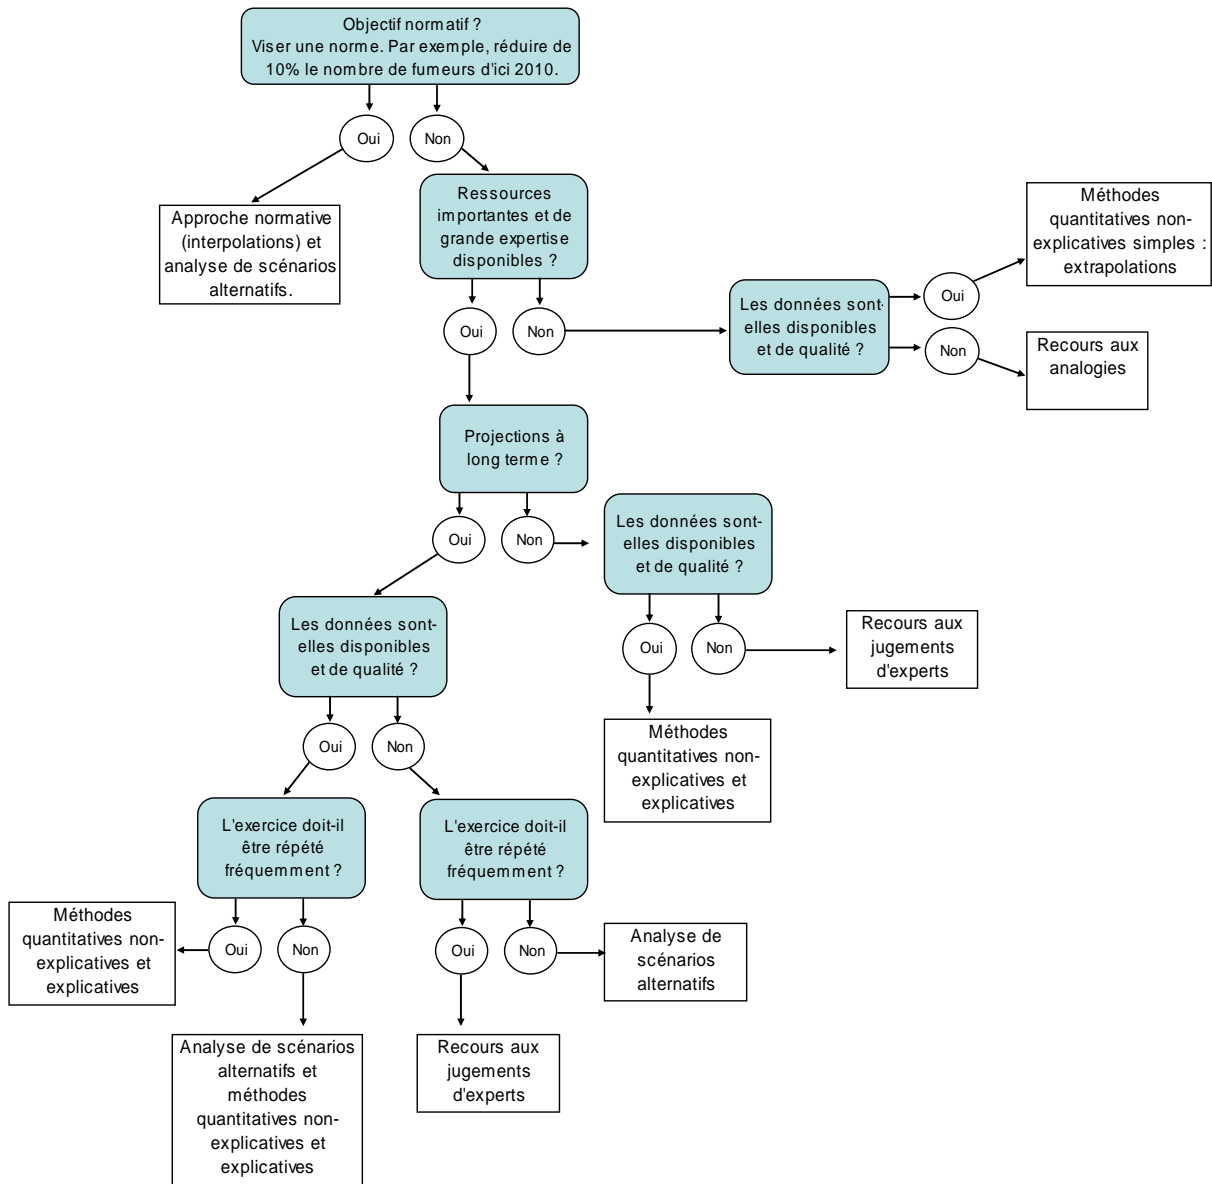 Objectif normatif ?
Viser une norme. Par exemple, réduire de
10% le nombre de fumeurs d'ici 2010.
Oui
Non
Approche normative
(interpolations) et
analyse de scénarios
alternatifs.
Ressources
importantes et de
grande expertise
disponibles ?
Oui
Non
Les données sont-
elles disponibles
et de qualité ?
Oui
Non
Méthodes
quantitatives non-
explicatives simples :
extrapolations
Recours aux
analogies
Projections à
long terme ?
Oui
Non
Les données sont-
elles disponibles
et de qualité ?
Oui
Non
Recours aux
jugements
d'experts
Méthodes
quantitatives non-
explicatives et
explicatives
Les données sont-
elles disponibles
et de qualité ?
Oui
Non
L'exercice doit-il
être répété
fréquemment ?
Oui
Non
Méthodes
quantitatives non-
explicatives et
explicatives
Analyse de scénarios
alternatifs et
méthodes
quantitatives non-
explicatives et
explicatives
L'exercice doit-il
être répété
fréquemment ?
Oui
Non
Analyse de
scénarios
alternatifs
Recours aux
jugements
d'experts